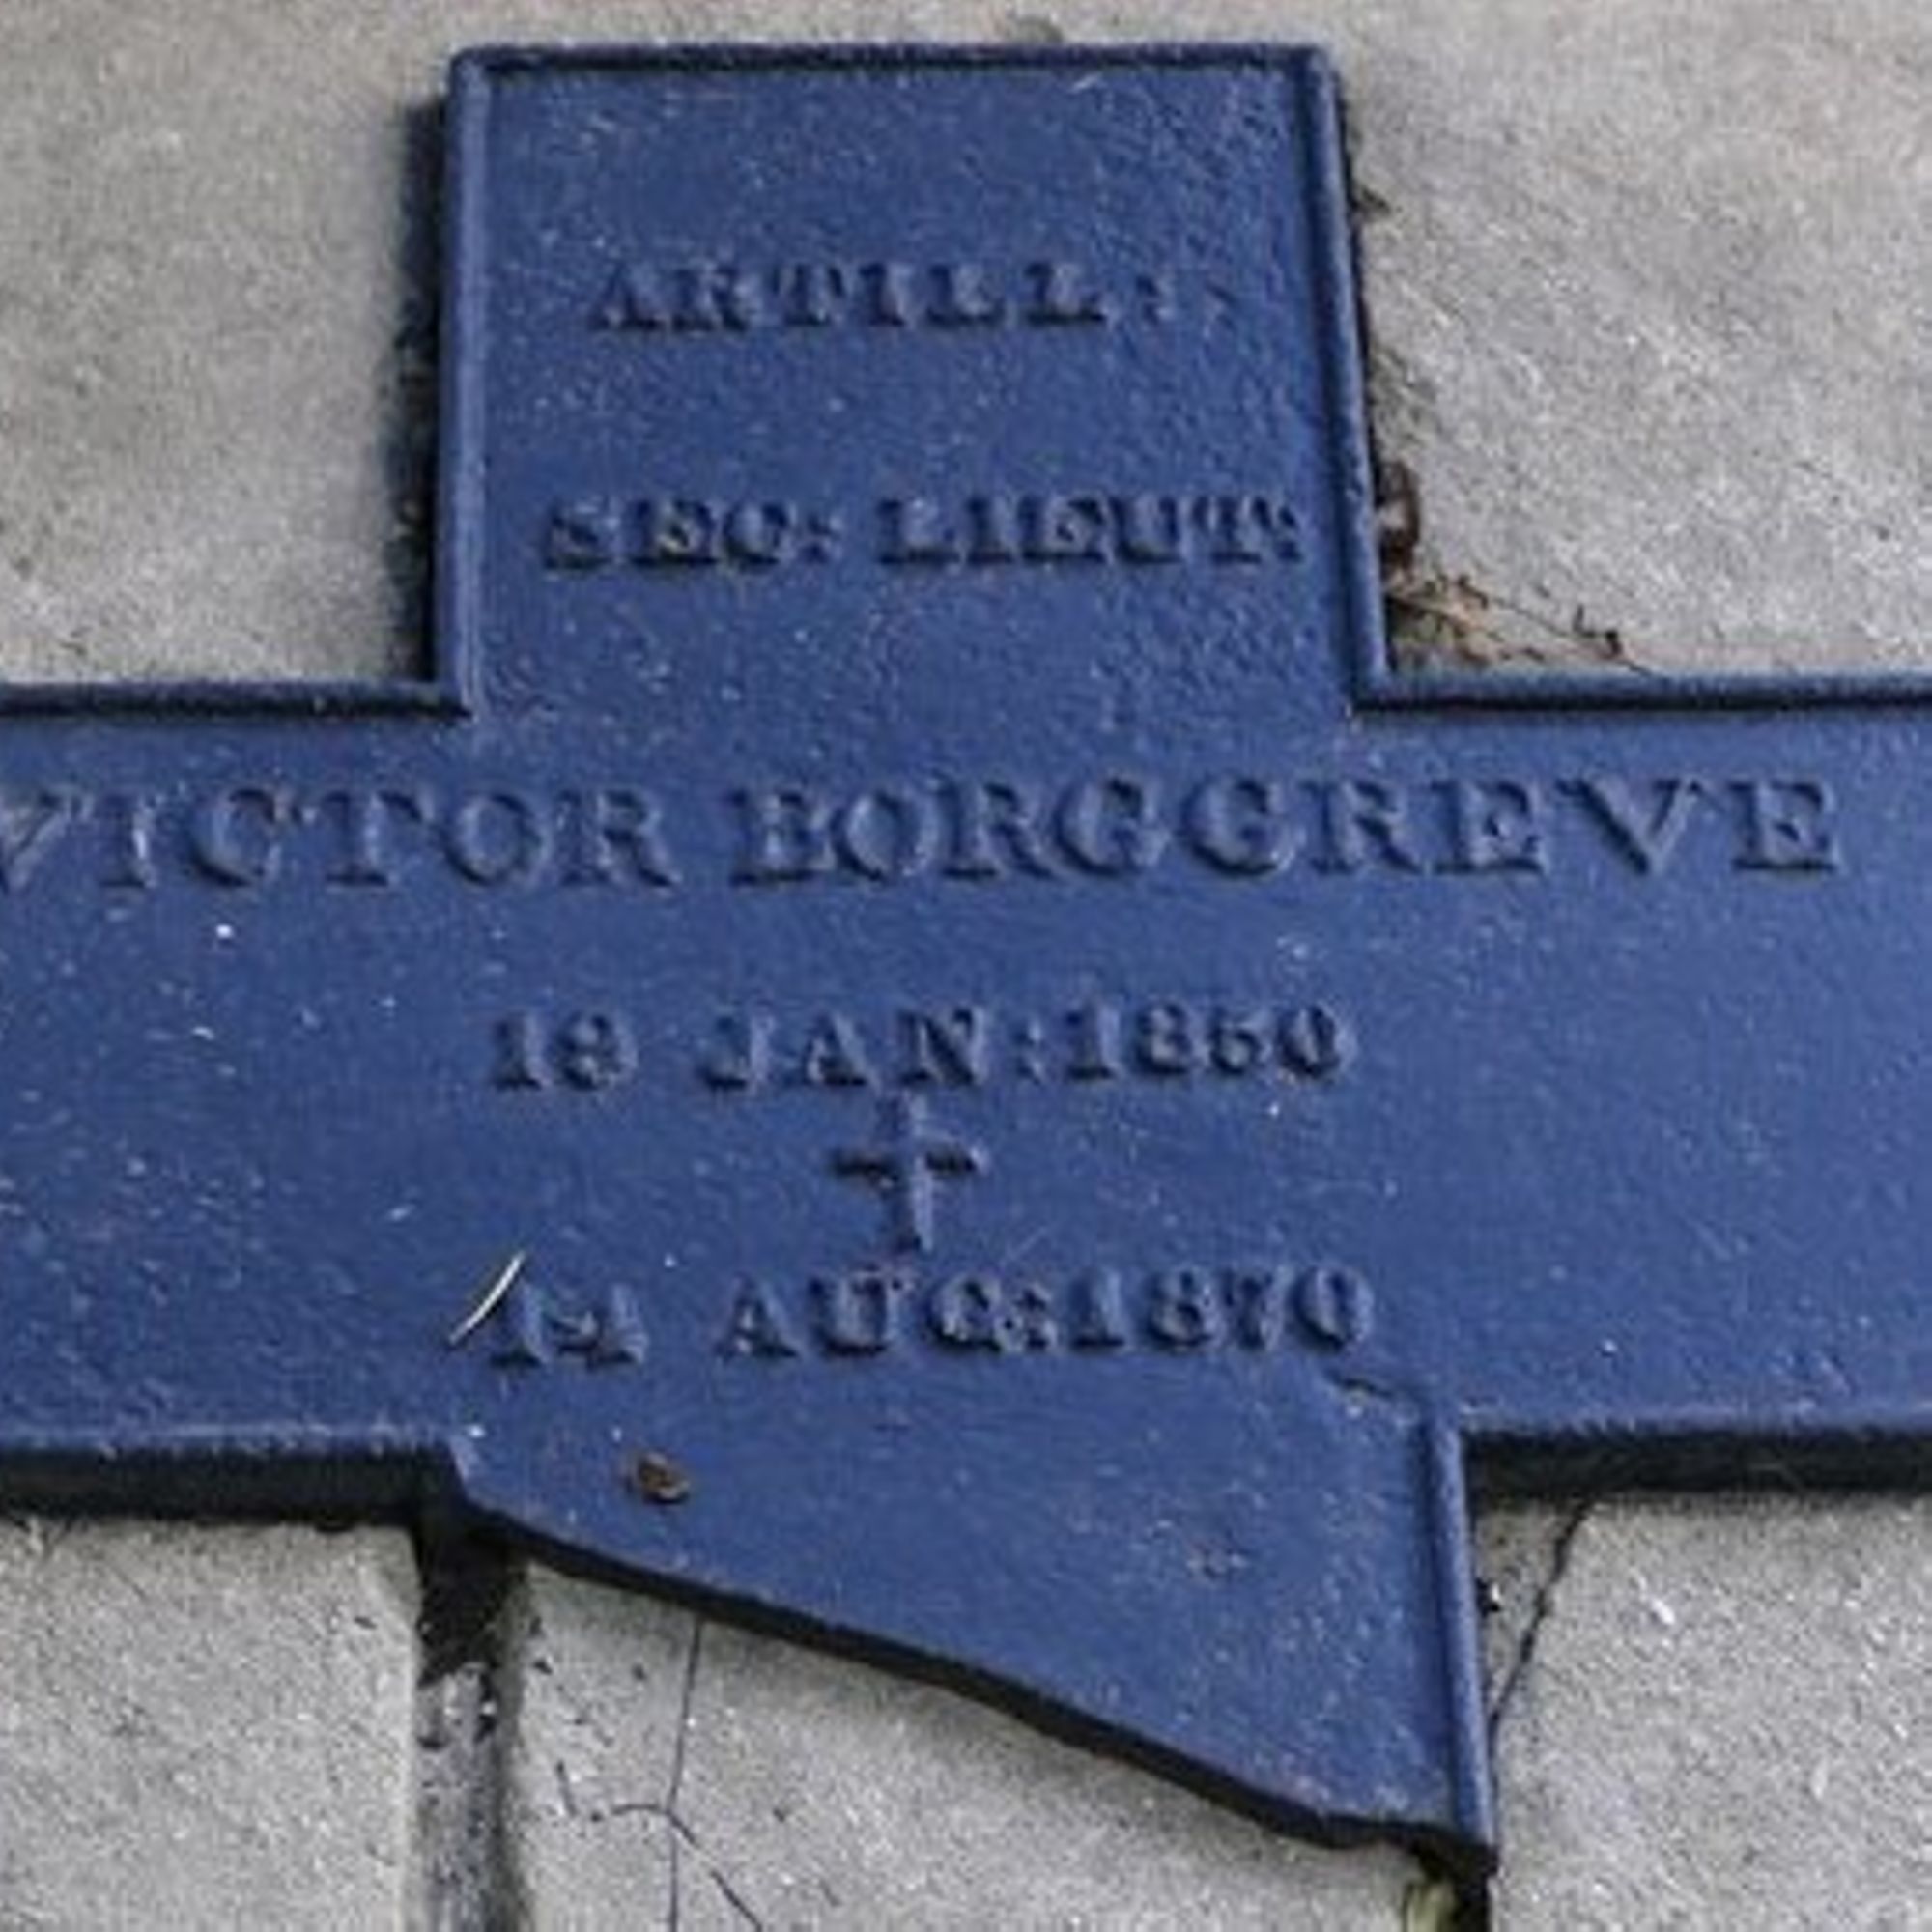 ARTILL:
SEC: LIEUT:
VICTOR BORGGREVE
19 JAN:1850
†
14 AUG:1870